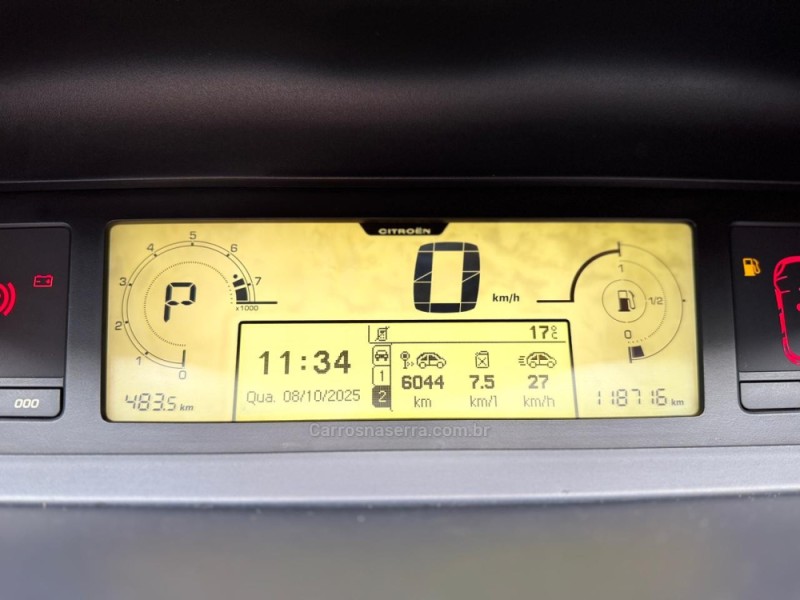 CITROËN
0 km/h
4 5 6
3 7
2 x1000
1 0
P
1
1/2
0
17°C
11:34
Qua. 08/10/2025
1
2
6044 km
7.5 km/l
27 km/h
483.5 km
118716 km
000
Carrosnaserra.com.br